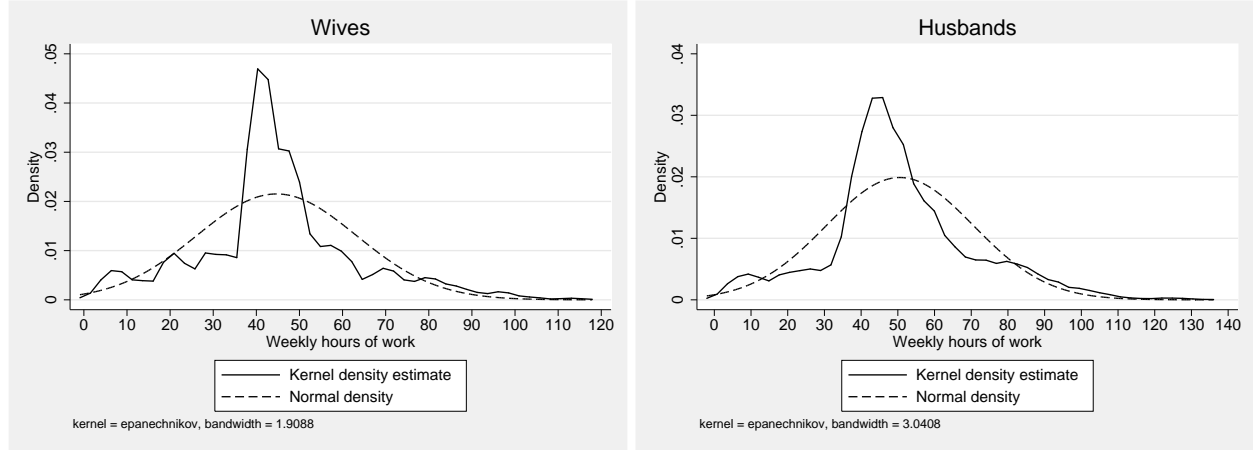 Wives
Density
.05
.04
.03
.02
.01
0
0 10 20 30 40 50 60 70 80 90 100 110 120
Weekly hours of work
Kernel density estimate
Normal density
kernel = epanechnikov, bandwidth = 1.9088
Husbands
Density
.04
.03
.02
.01
0
0 10 20 30 40 50 60 70 80 90 100 110 120 130 140
Weekly hours of work
Kernel density estimate
Normal density
kernel = epanechnikov, bandwidth = 3.0408